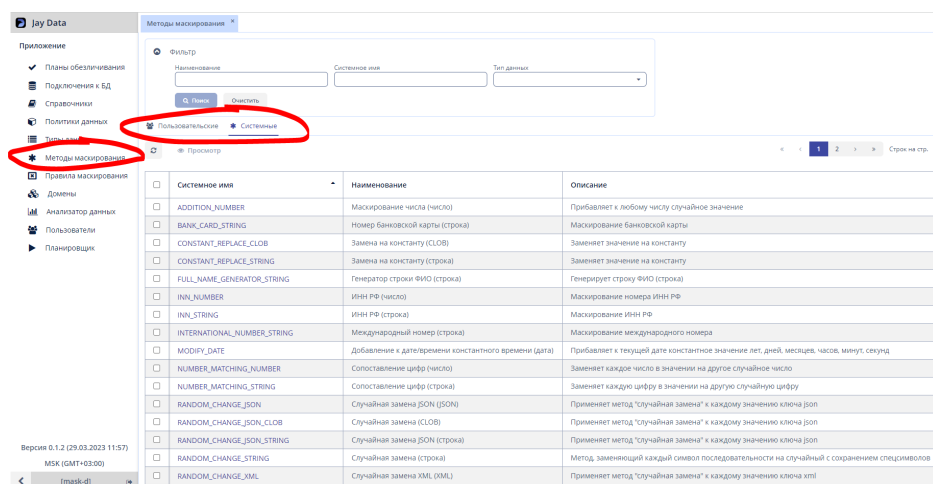 Jay Data
Методы маскирования ×
Приложение
Планы обезличивания
Подключения к БД
Справочники
Политики данных
Методы маскирования
Правила маскирования
Домены
Анализатор данных
Пользователи
Планировщик
Фильтр
Наименование Системное имя Тип данных
Поиск Очистить
Пользовательские Системные
Просмотр « ‹ 1 2 › » Строк на стр.
Системное имя Наименование Описание
ADDITION_NUMBER Маскирование числа (число) Прибавляет к любому числу случайное значение
BANK_CARD_STRING Номер банковской карты (строка) Маскирование банковской карты
CONSTANT_REPLACE_CLOB Замена на константу (CLOB) Заменяет значение на константу
CONSTANT_REPLACE_STRING Замена на константу (строка) Заменяет значение на константу
FULL_NAME_GENERATOR_STRING Генератор строки ФИО (строка) Генерирует строку ФИО (строка)
INN_NUMBER ИНН РФ (число) Маскирование номера ИНН РФ
INN_STRING ИНН РФ (строка) Маскирование ИНН РФ
INTERNATIONAL_NUMBER_STRING Международный номер (строка) Маскирование международного номера
MODIFY_DATE Добавление к дате/времени константного времени (дата) Прибавляет к текущей дате константное значение лет, дней, месяцев, часов, минут, секунд
NUMBER_MATCHING_NUMBER Сопоставление цифр (число) Заменяет каждое число в значении на другое случайное число
NUMBER_MATCHING_STRING Сопоставление цифр (строка) Заменяет каждую цифру в значении на другую случайную цифру
RANDOM_CHANGE_JSON Случайная замена JSON (JSON) Применяет метод "случайная замена" к каждому значению ключа json
RANDOM_CHANGE_JSON_CLOB Случайная замена (CLOB) Применяет метод "случайная замена" к каждому значению ключа json
RANDOM_CHANGE_JSON_STRING Случайная замена JSON (строка) Применяет метод "случайная замена" к каждому значению ключа json
RANDOM_CHANGE_STRING Случайная замена (строка) Метод, заменяющий каждый символ последовательности на случайный с сохранением спецсимволов
RANDOM_CHANGE_XML Случайная замена XML (XML) Применяет метод "случайная замена" к каждому значению ключа xml
Версия 0.1.2 (29.03.2023 11:57)
MSK (GMT+03:00)
[mask-d]